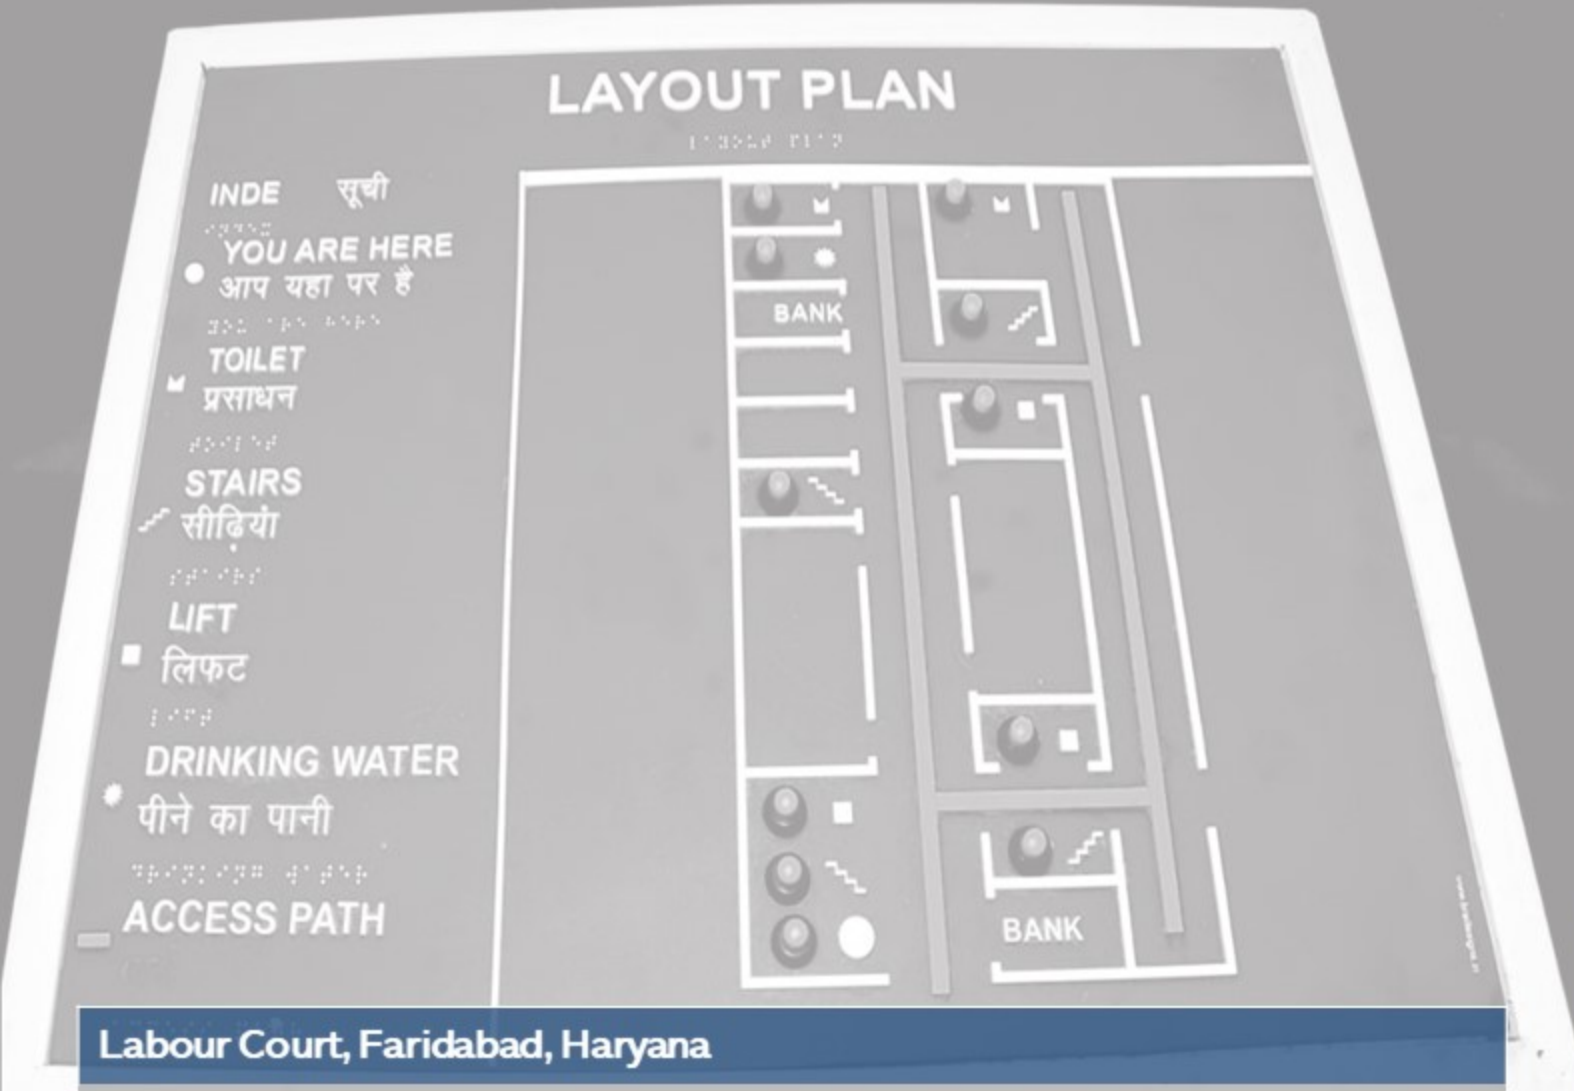 LAYOUT PLAN
⠇⠁⠽⠕⠥⠞ ⠏⠇⠁⠝
INDE सूची
YOU ARE HERE
आप यहा पर है
⠽⠕⠥ ⠁⠗⠑ ⠓⠑⠗⠑
TOILET
प्रसाधन
⠞⠕⠊⠇⠑⠞
STAIRS
सीढ़ियां
⠎⠞⠁⠊⠗⠎
LIFT
लिफट
⠇⠊⠋⠞
DRINKING WATER
पीने का पानी
⠙⠗⠊⠝⠅⠊⠝⠛ ⠺⠁⠞⠑⠗
ACCESS PATH
BANK
BANK
Labour Court, Faridabad, Haryana